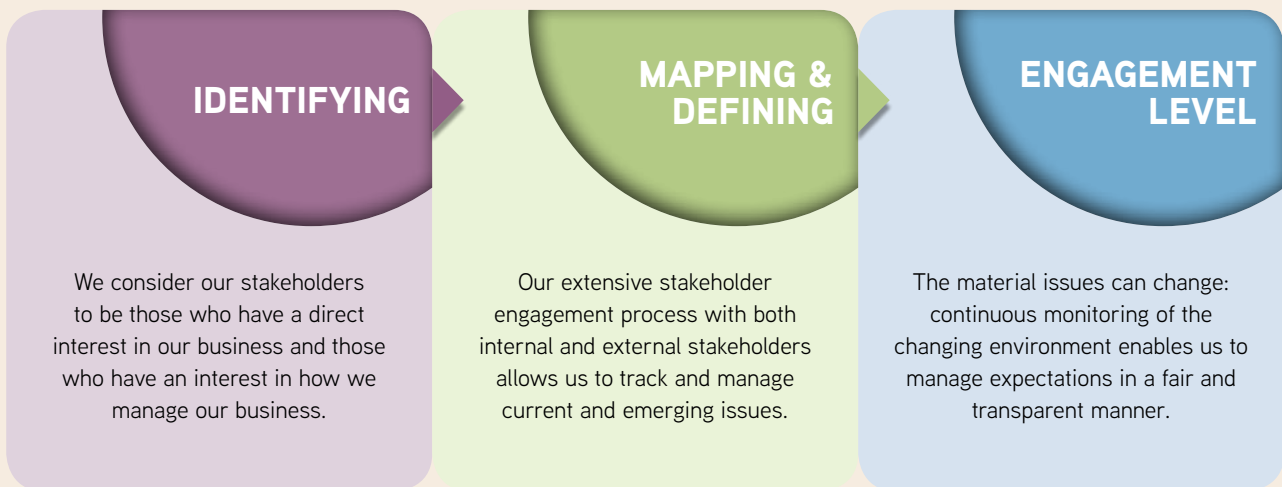 IDENTIFYING
We consider our stakeholders
to be those who have a direct
interest in our business and those
who have an interest in how we
manage our business.
MAPPING &
DEFINING
Our extensive stakeholder
engagement process with both
internal and external stakeholders
allows us to track and manage
current and emerging issues.
ENGAGEMENT
LEVEL
The material issues can change:
continuous monitoring of the
changing environment enables us to
manage expectations in a fair and
transparent manner.